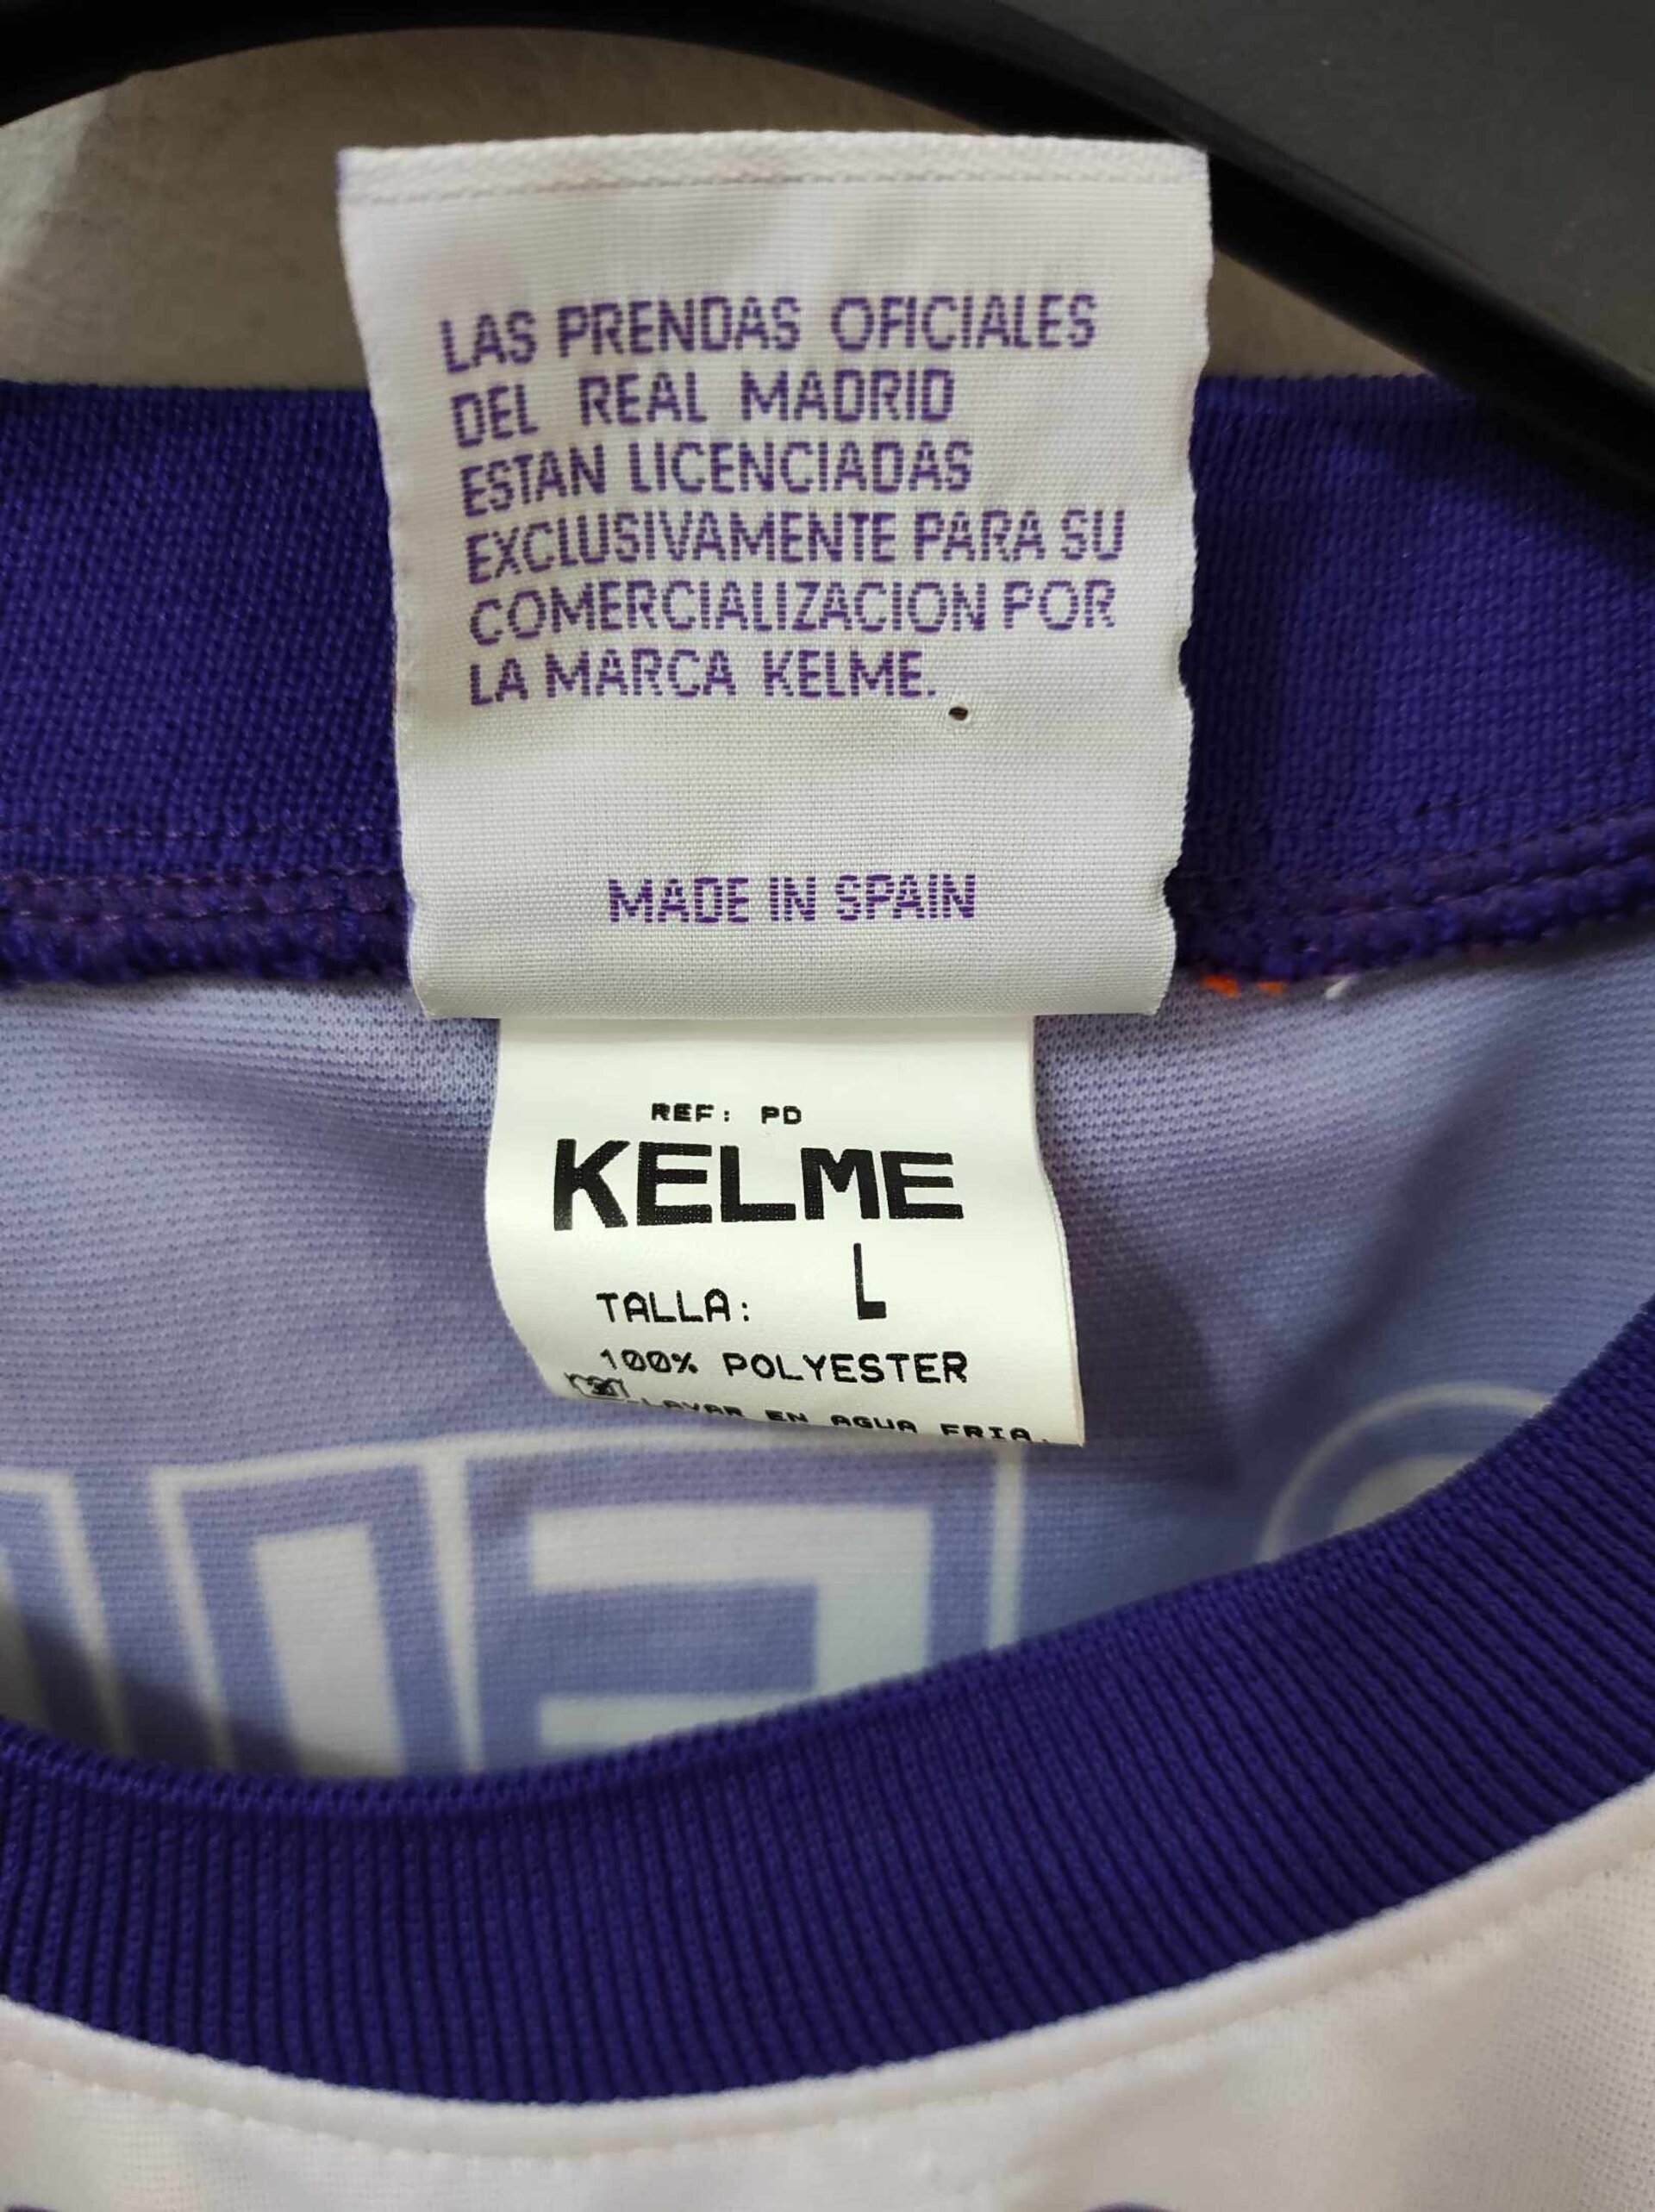 LAS PRENDAS OFICIALES
DEL REAL MADRID
ESTAN LICENCIADAS
EXCLUSIVAMENTE PARA SU
COMERCIALIZACION POR
LA MARCA KELME.
MADE IN SPAIN
REF: PD
KELME
TALLA: L
100% POLYESTER
LAVAR EN AGUA FRIA.